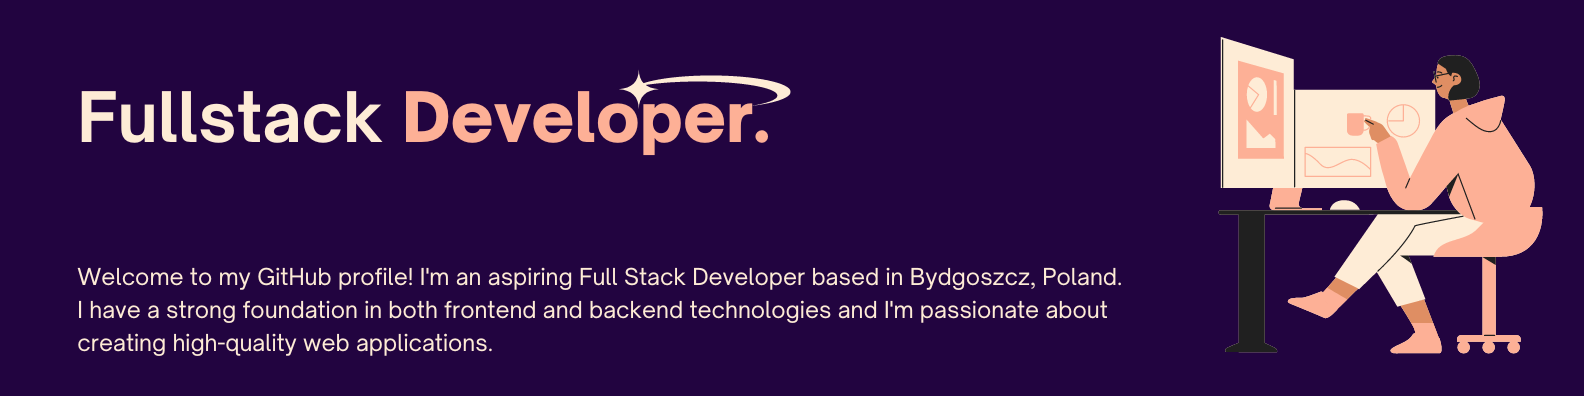 Fullstack Developer.
Welcome to my GitHub profile! I'm an aspiring Full Stack Developer based in Bydgoszcz, Poland.
I have a strong foundation in both frontend and backend technologies and I'm passionate about
creating high-quality web applications.